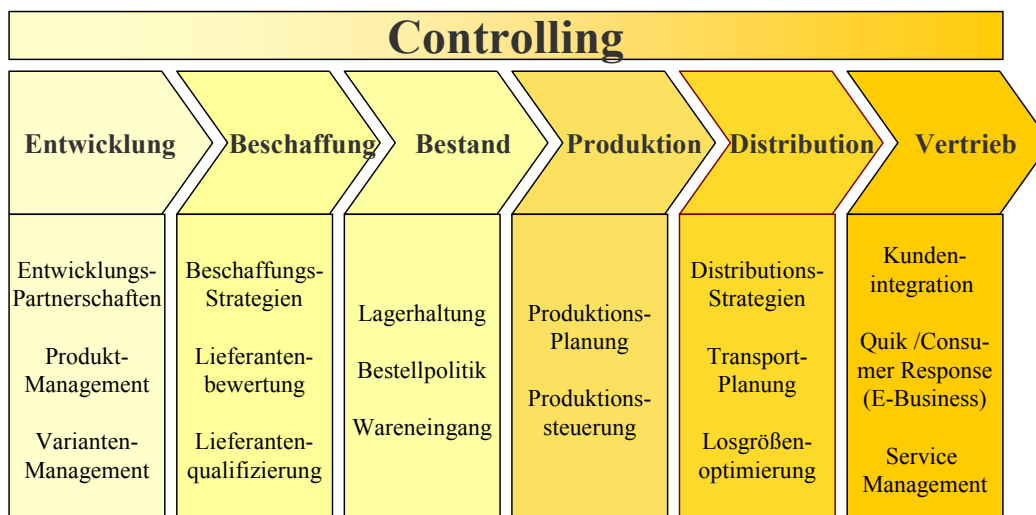 Controlling
Entwicklung
Beschaffung
Bestand
Produktion
Distribution
Vertrieb
Entwicklungs-
Partnerschaften
Produkt-
Management
Varianten-
Management
Beschaffungs-
Strategien
Lieferanten-
bewertung
Lieferanten-
qualifizierung
Lagerhaltung
Bestellpolitik
Wareneingang
Produktions-
Planung
Produktions-
steuerung
Distributions-
Strategien
Transport-
Planung
Losgrößen-
optimierung
Kunden-
integration
Quik /Consu-
mer Response
(E-Business)
Service
Management